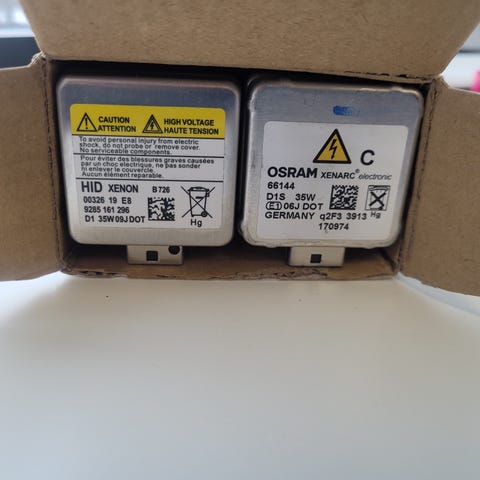 CAUTION
ATTENTION
HIGH VOLTAGE
HAUTE TENSION
To avoid personal injury from electric
shock, do not probe or remove cover.
No serviceable components.
Pour éviter des blessures graves causées
par un choc électrique, ne pas sonder
ni enlever le couvercle.
Aucun élément réparable.
HID XENON B 726
00326 19 E8
9285 161 296
D1 35W 09J DOT
Hg
C
OSRAM XENARC® electronic
66144
D1S 35W
E1 06J DOT
GERMANY q2F3 3913
170974
Hg